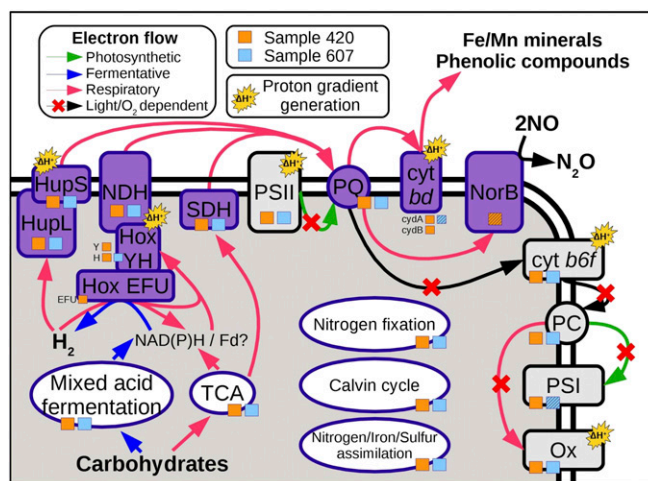 Electron flow
Photosynthetic
Fermentative
Respiratory
Light/O2 dependent
Sample 420
Sample 607
ΔH+
Proton gradient
generation
Fe/Mn minerals
Phenolic compounds
2NO
N2O
ΔH+
HupS
HupL
NDH
ΔH+
Hox
YH
Y
H
Hox EFU
EFU
SDH
PSII
ΔH+
PQ
ΔH+
cyt
bd
cydA
cydB
NorB
ΔH+
cyt b6f
PC
PSI
ΔH+
Ox
H2
NAD(P)H / Fd?
Mixed acid
fermentation
TCA
Carbohydrates
Nitrogen fixation
Calvin cycle
Nitrogen/Iron/Sulfur
assimilation